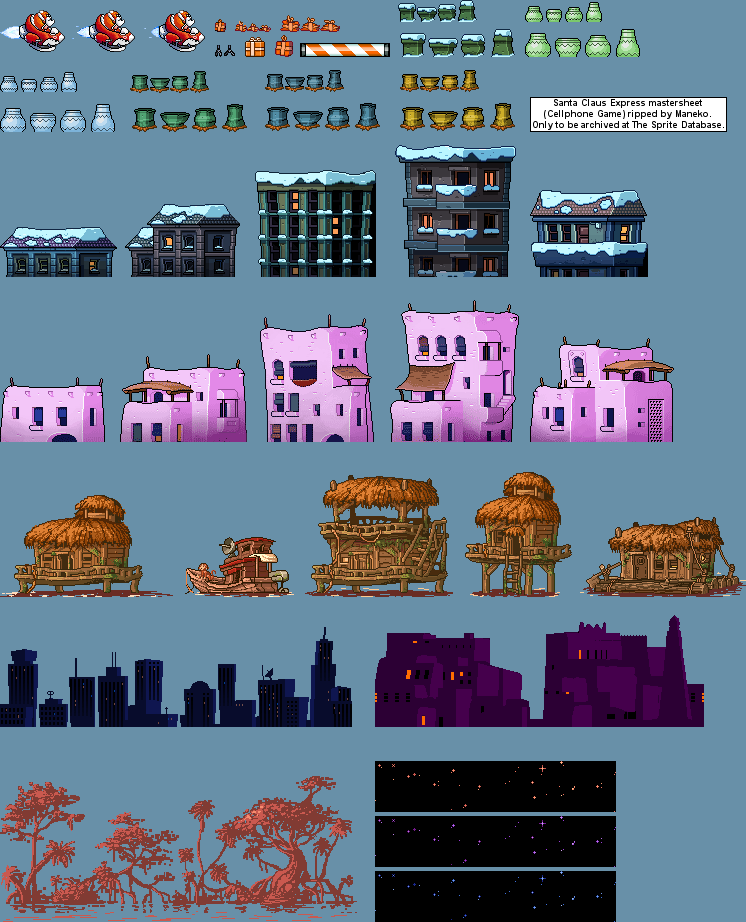 Santa Claus Express mastersheet
(Cellphone Game) ripped by Maneko.
Only to be archived at The Sprite Database.